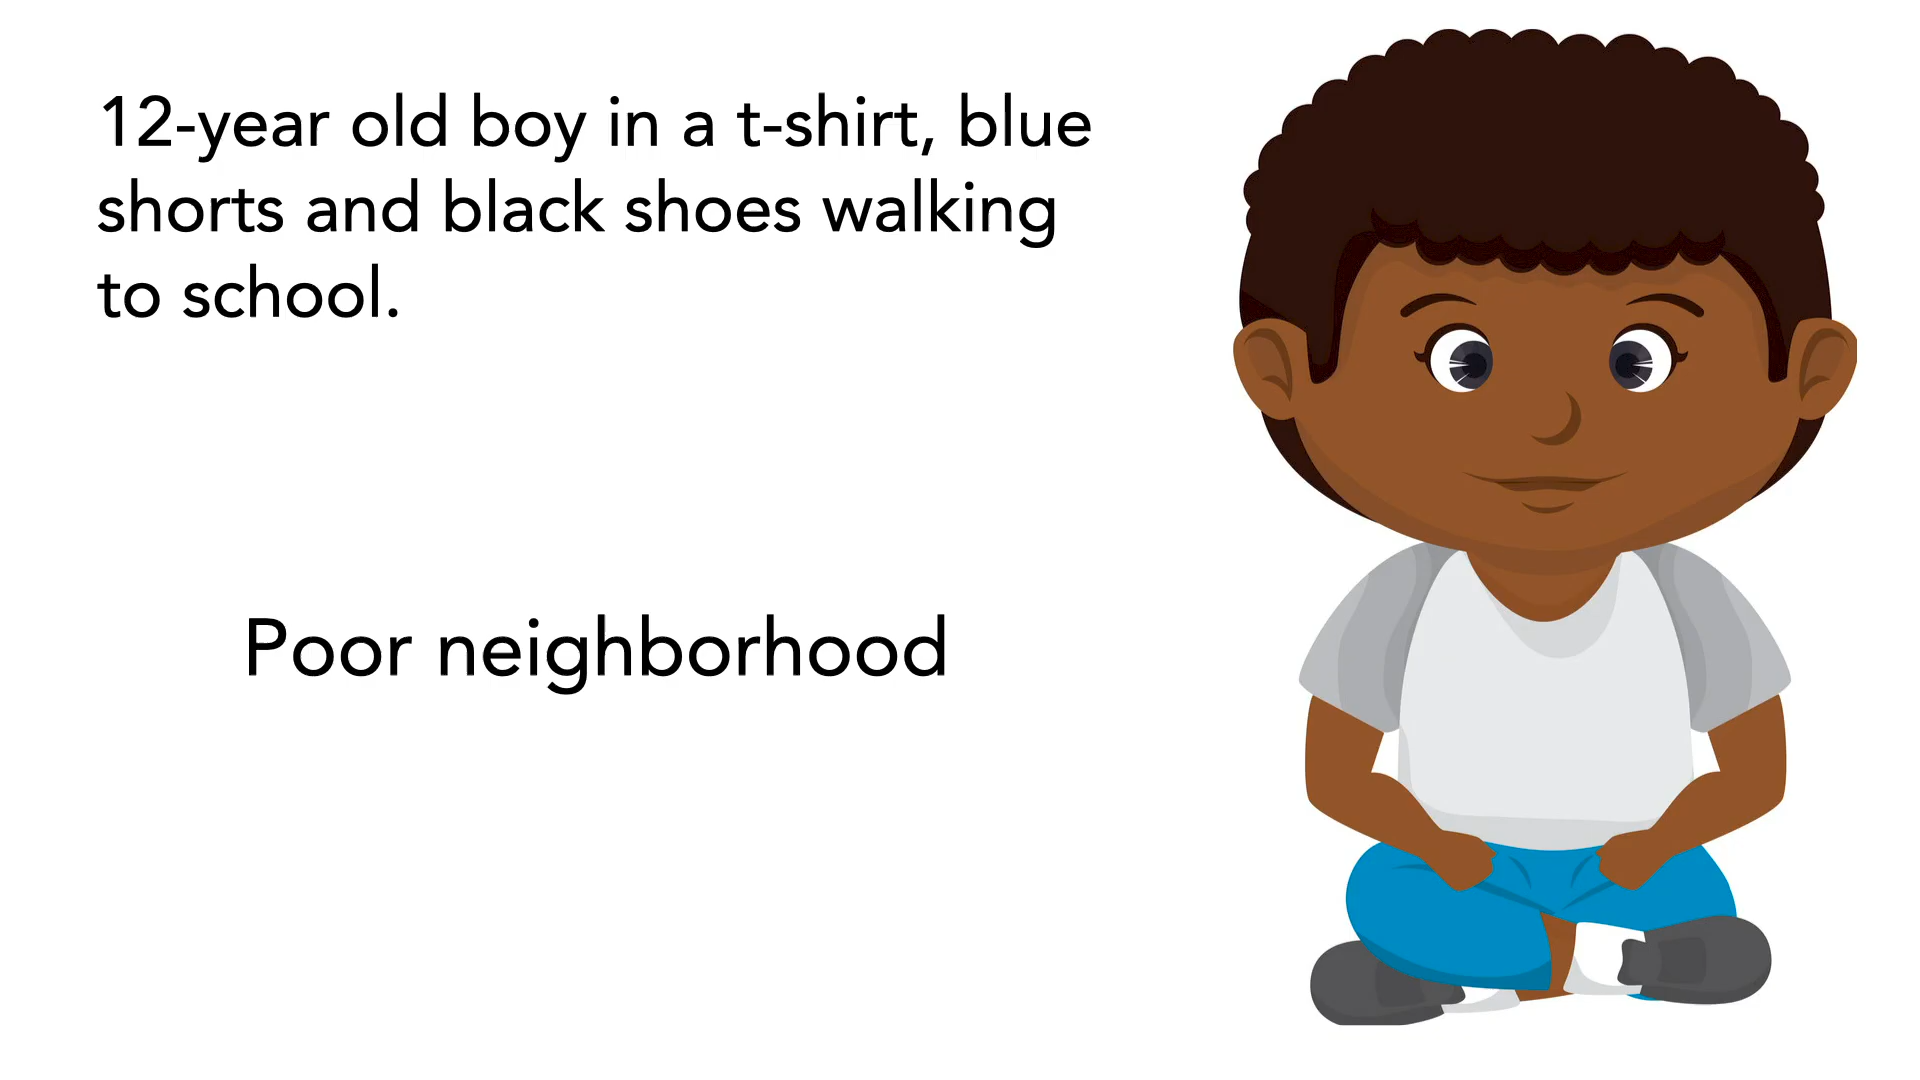 12-year old boy in a t-shirt, blue
shorts and black shoes walking
to school.
Poor neighborhood